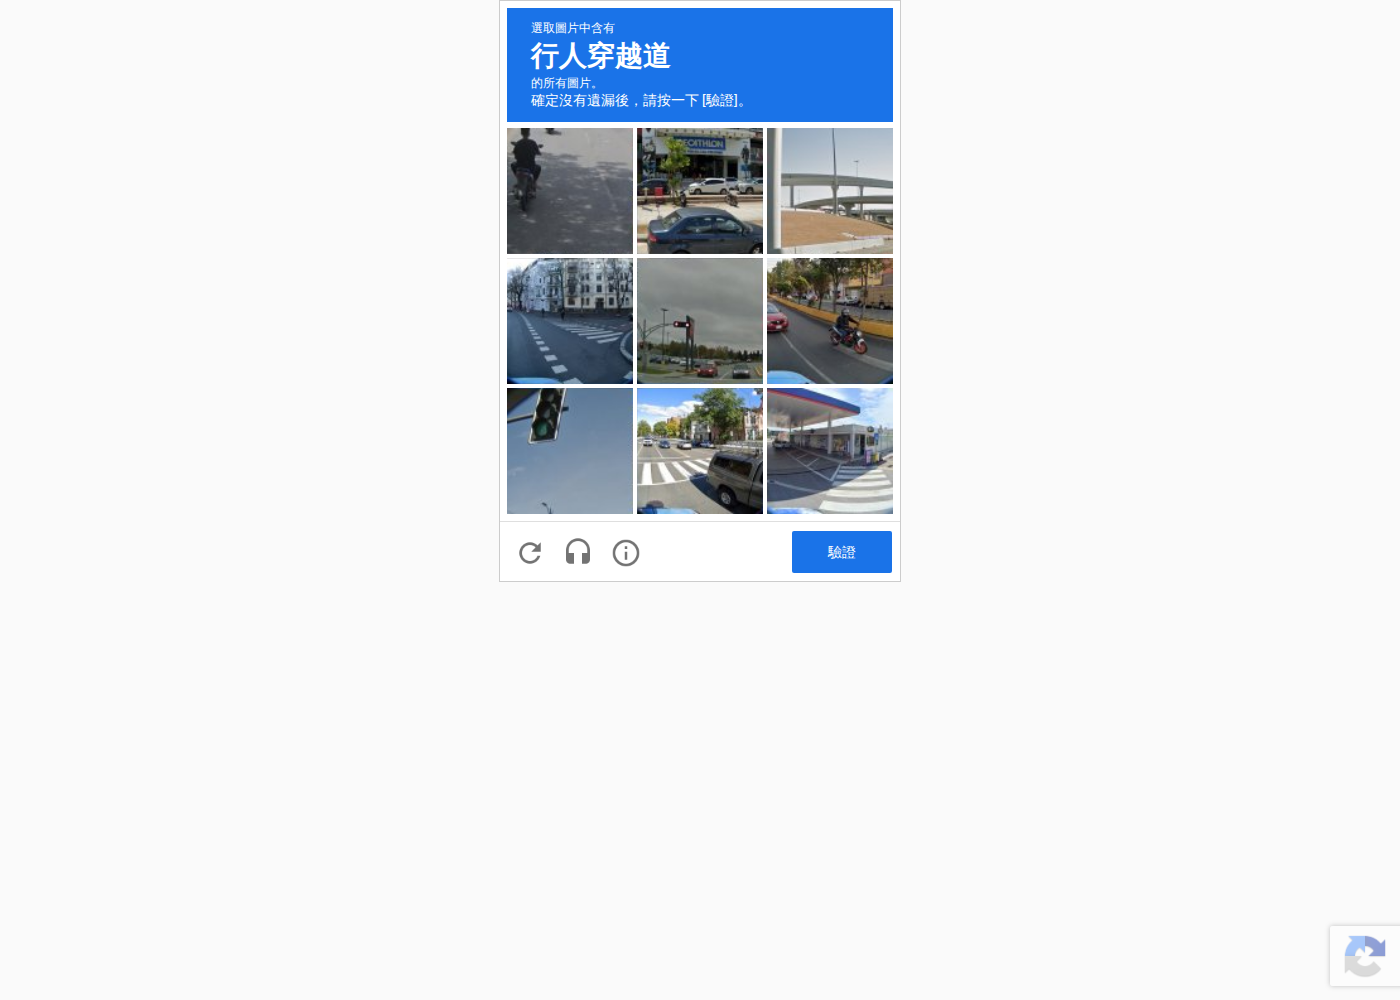 選取圖片中含有
行人穿越道
的所有圖片。
確定沒有遺漏後，請按一下 [驗證]。
DECATHLON
驗證